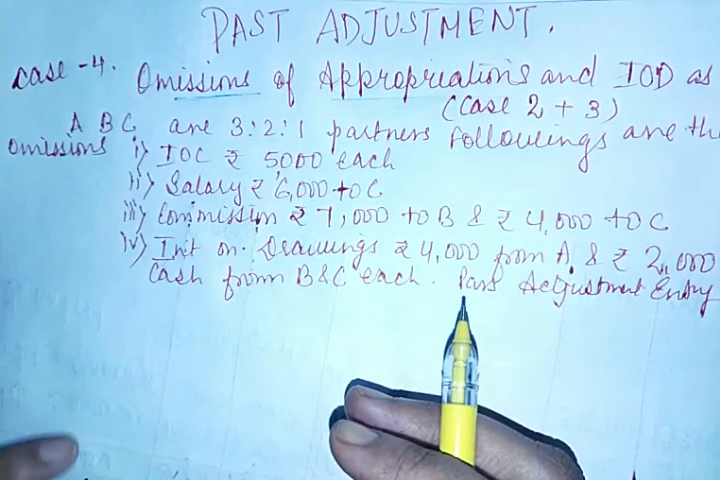 PAST ADJUSTMENT.
Case -4. Omissions of Appropriations and IOD as
(Case 2 + 3)
A B C are 3:2:1 partners Followings are the
omissions i) IOC ₹ 5000 each
ii) Salary ₹ 6,000 to C
iii) Commission ₹ 7,000 to B & ₹ 4,000 to C
iv) Int on Drawings ₹ 4,000 from A & ₹ 2,000
Cash from B & C each. Pass Adjustment Entry